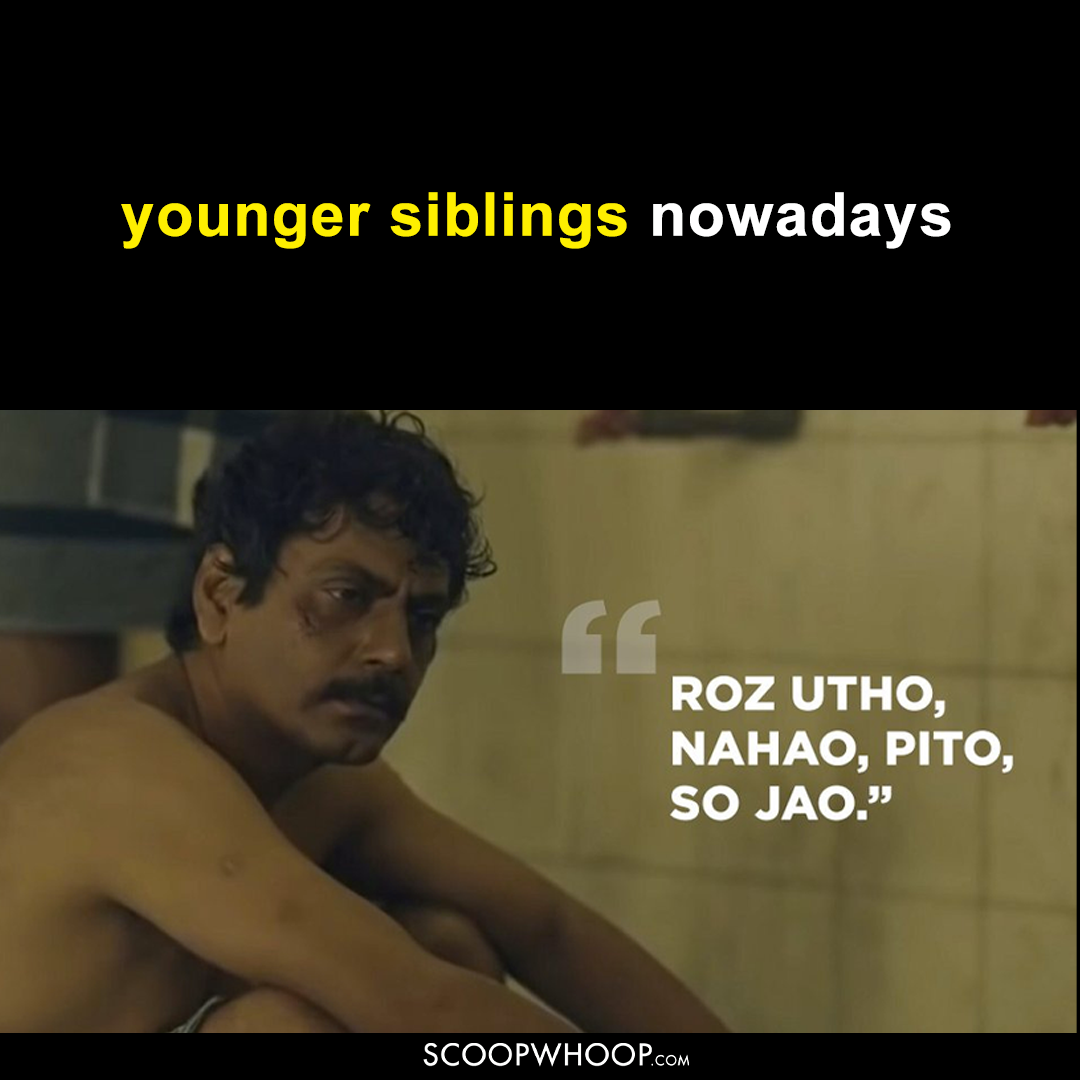 younger siblings nowadays
“
ROZ UTHO,
NAHAO, PITO,
SO JAO.”
SCOOPWHOOP.COM